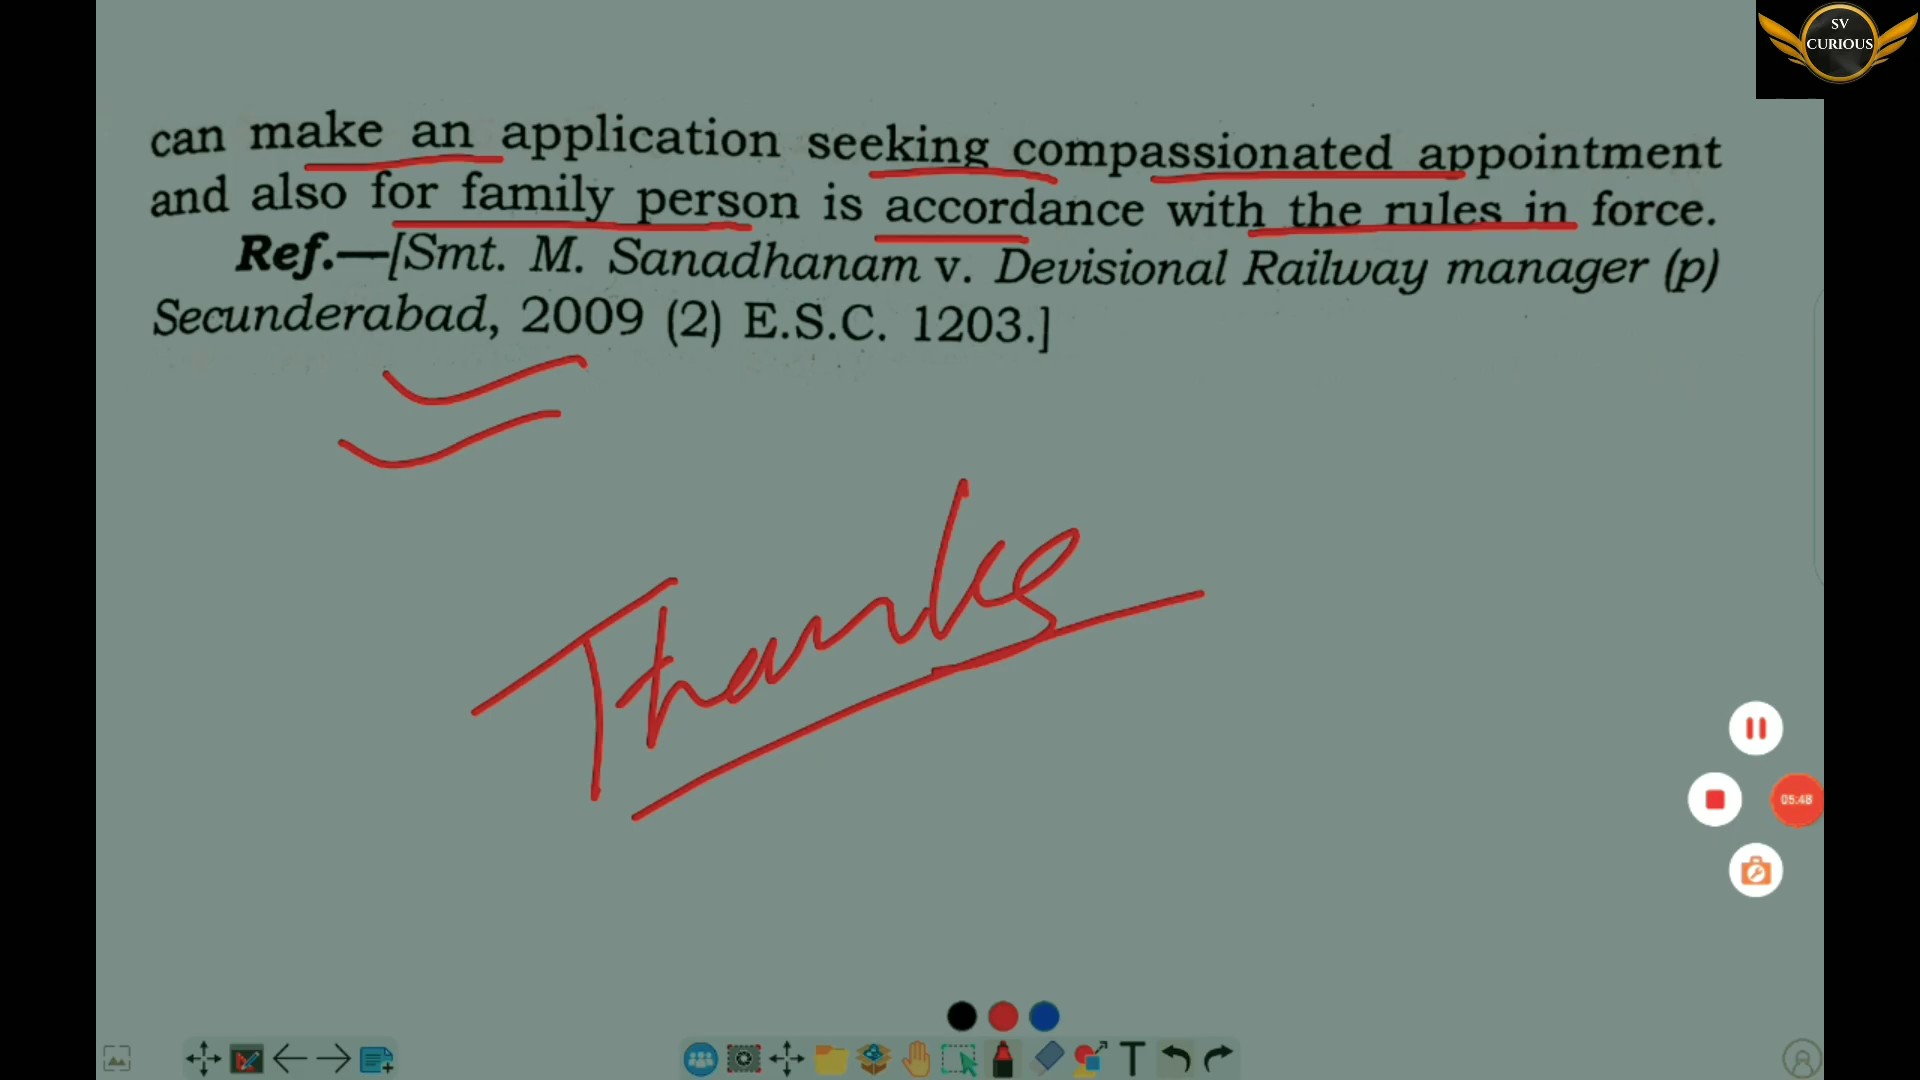 SV
CURIOUS
can make an application seeking compassionated appointment
and also for family person is accordance with the rules in force.
Ref.—[Smt. M. Sanadhanam v. Devisional Railway manager (p)
Secunderabad, 2009 (2) E.S.C. 1203.]
Thanks
05:48
T